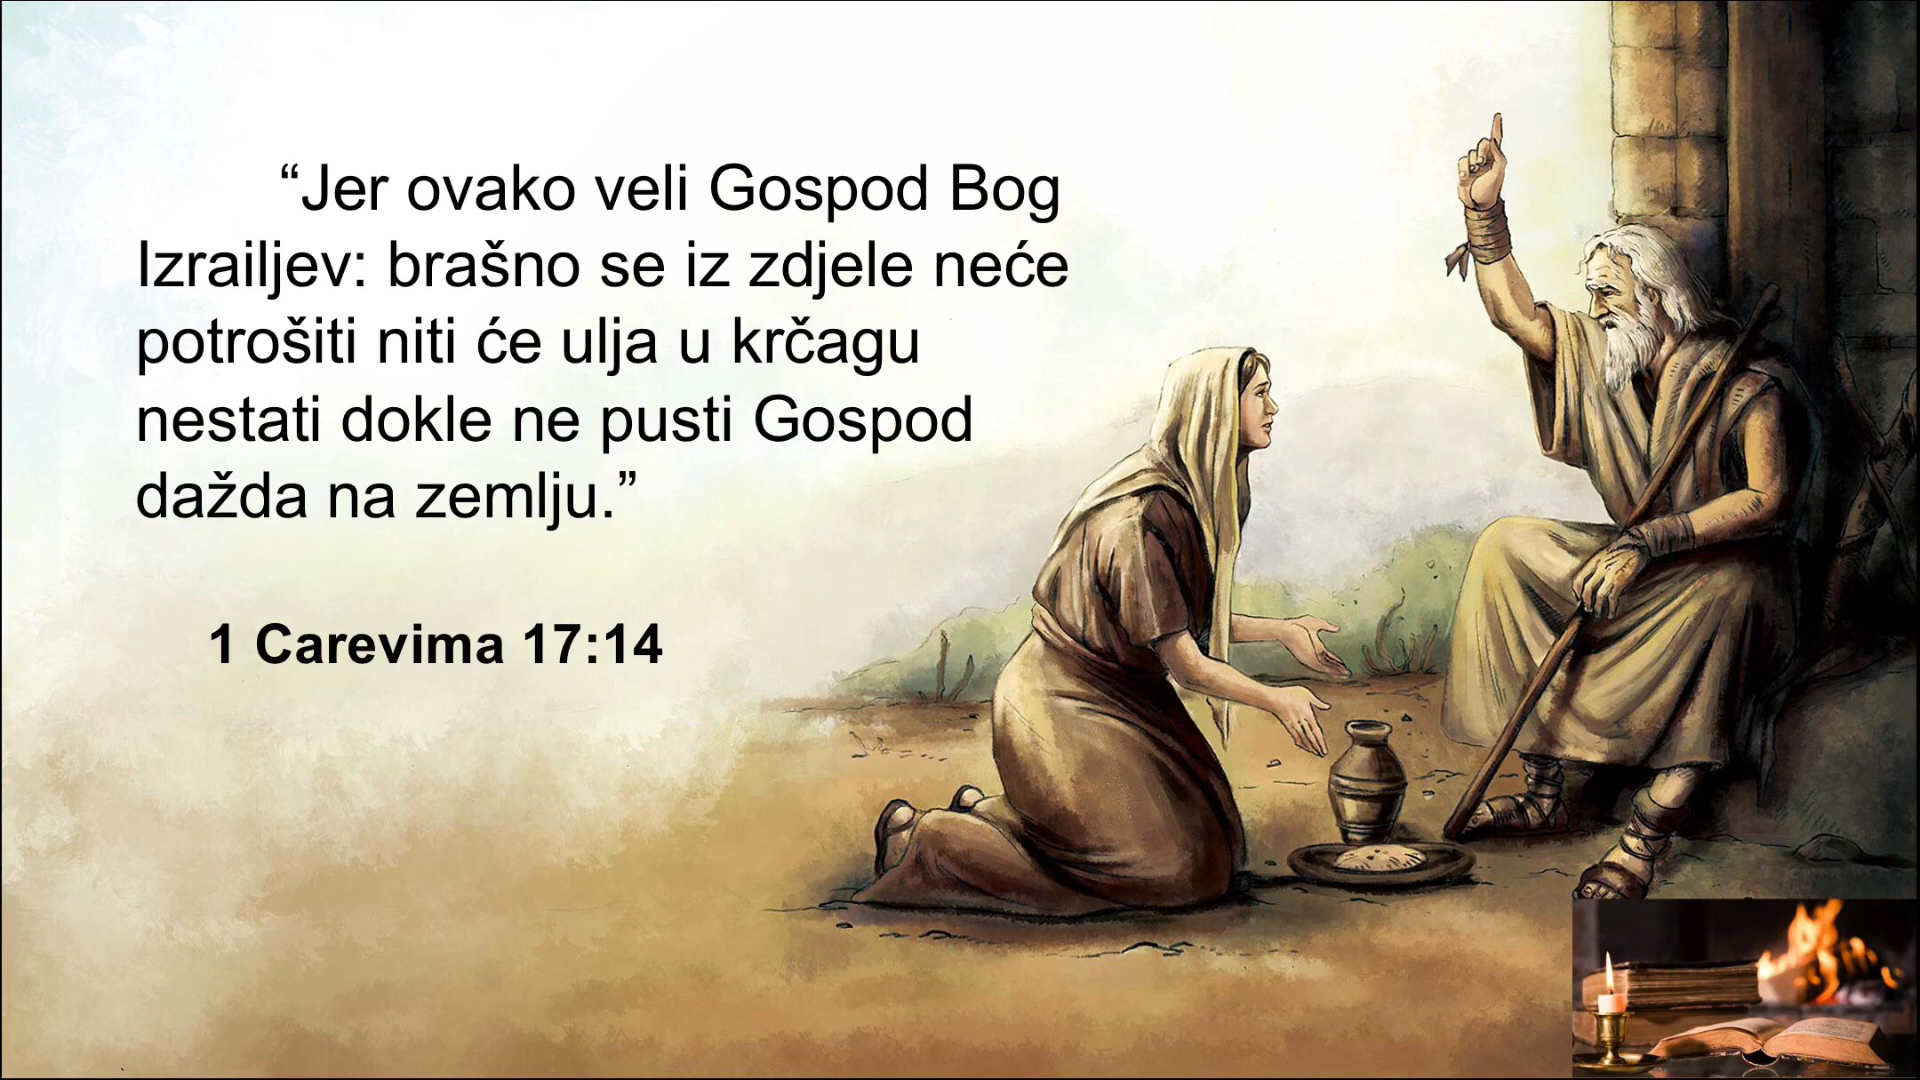 “Jer ovako veli Gospod Bog
Izrailjev: brašno se iz zdjele neće
potrošiti niti će ulja u krčagu
nestati dokle ne pusti Gospod
dažda na zemlju.”
1 Carevima 17:14